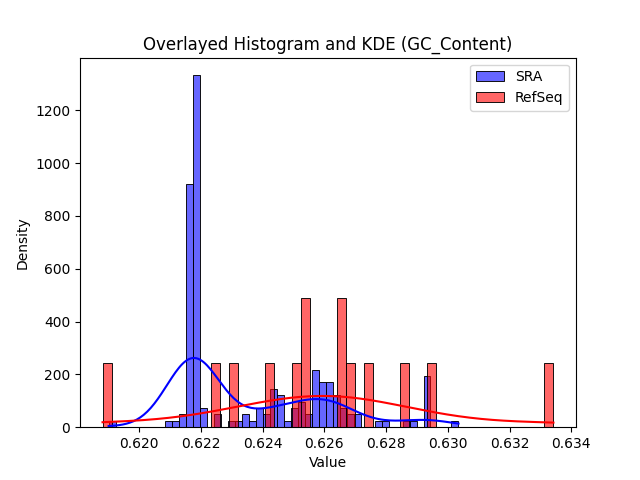 Overlayed Histogram and KDE (GC_Content)
SRA
RefSeq
1200
1000
800
600
400
200
0
Density
0.620 0.622 0.624 0.626 0.628 0.630 0.632 0.634
Value